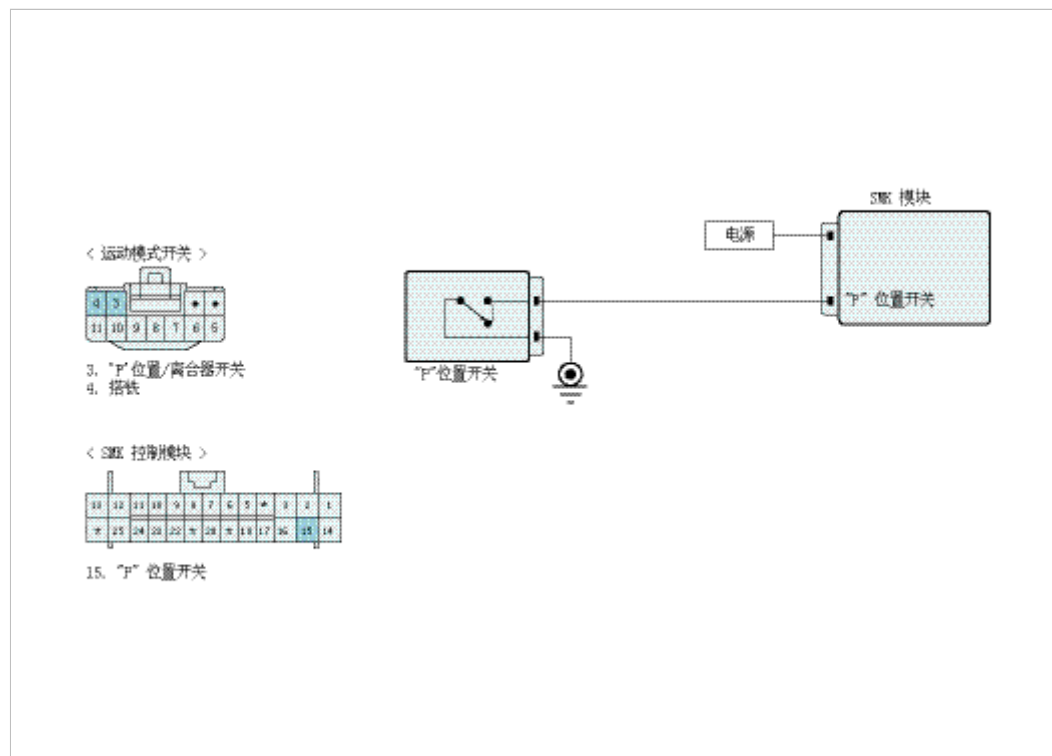 SMK 模块
电源
"P" 位置开关
"P"位置开关
< 运动模式开关 >
4 3 * *
11 10 9 8 7 6 5
3. "P"位置/离合器开关
4. 搭铁
< SMK 控制模块 >
13 12 11 10 9 8 7 6 5 * 3 2 1
* 25 24 23 22 * 20 * 18 17 16 15 14
15. "P" 位置开关